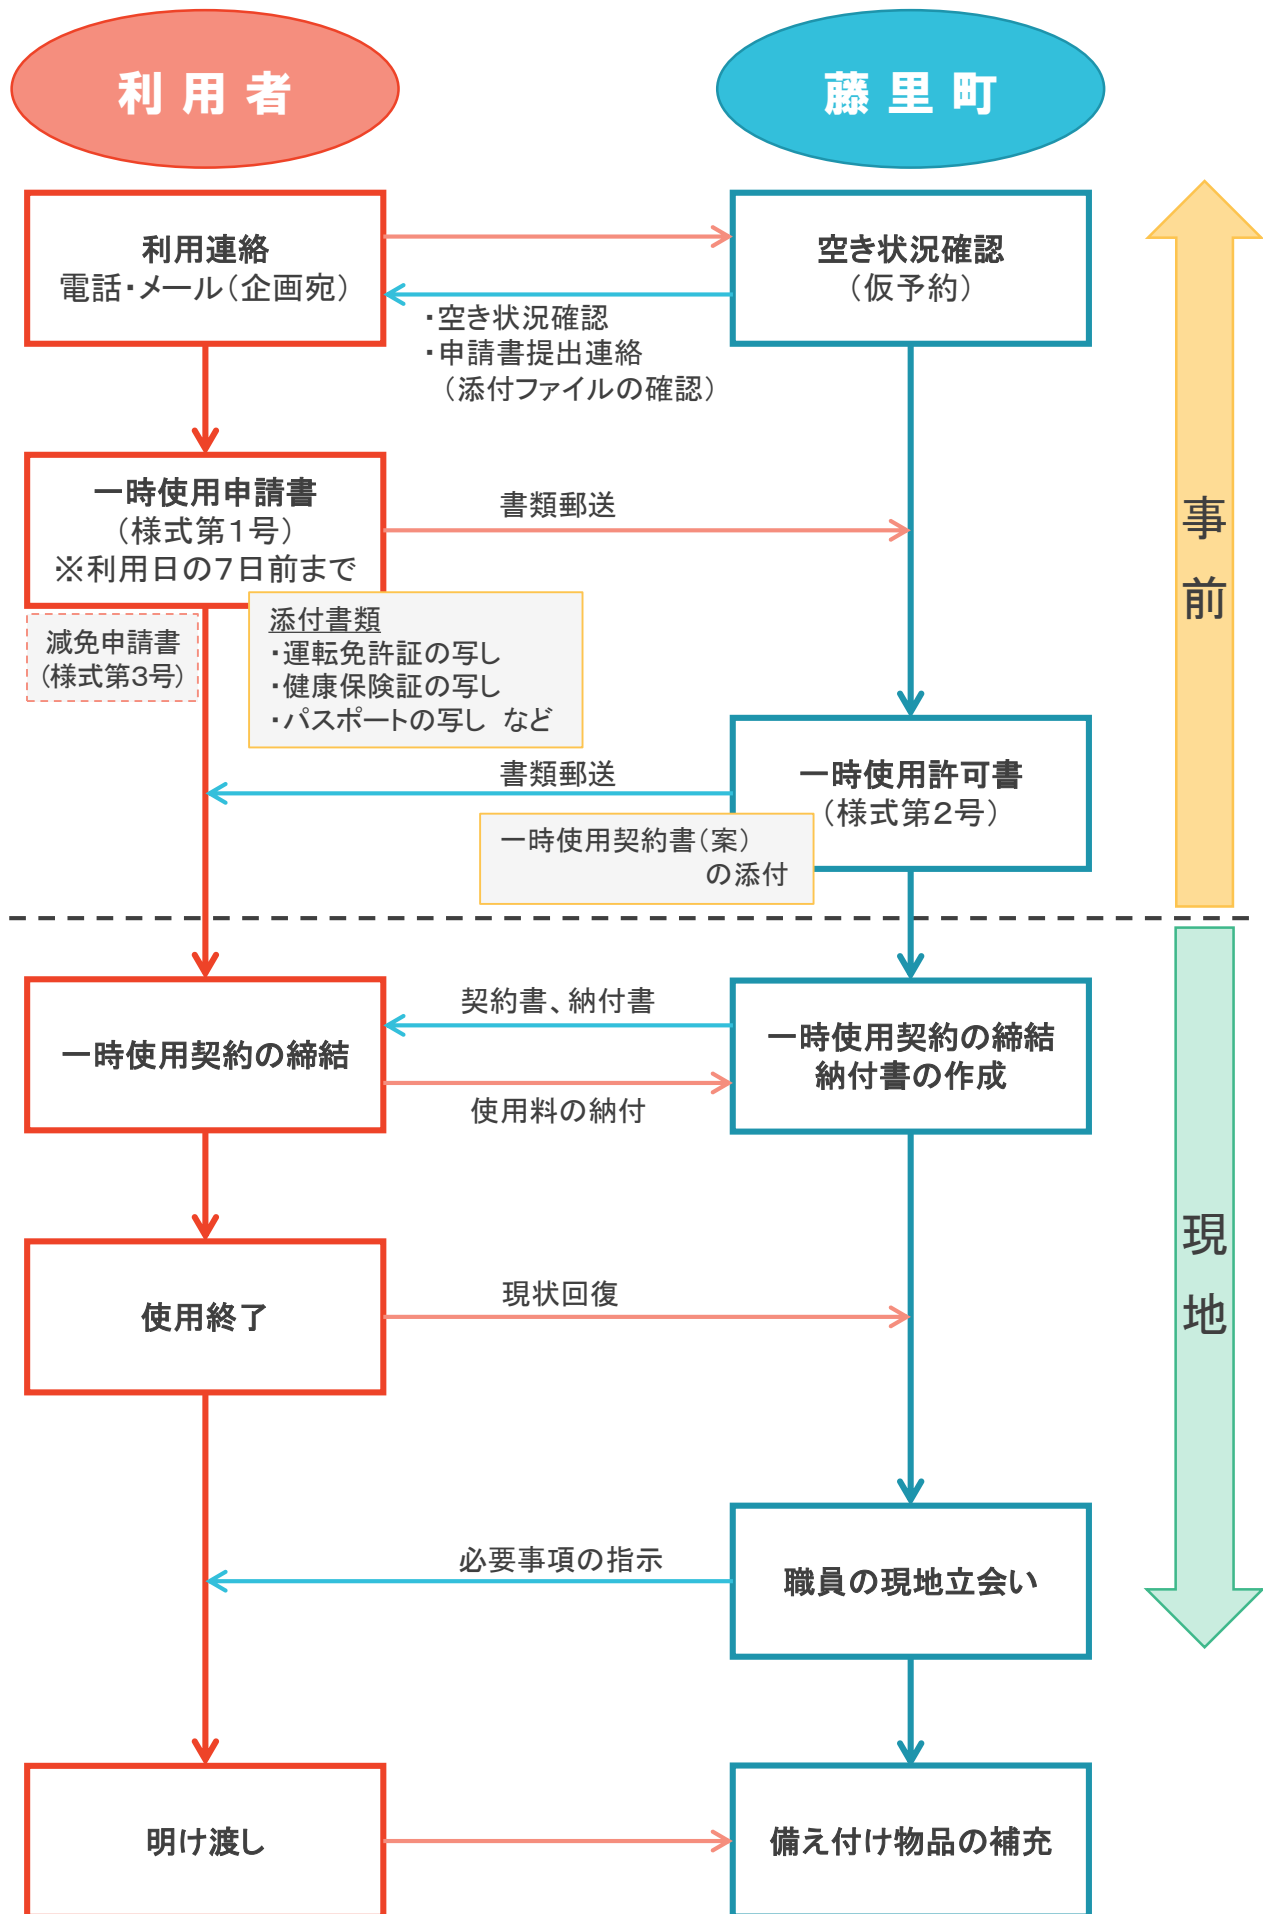 利用者
藤里町
利用連絡
電話・メール（企画宛）
空き状況確認
（仮予約）
・空き状況確認
・申請書提出連絡
（添付ファイルの確認）
一時使用申請書
（様式第１号）
※利用日の７日前まで
書類郵送
減免申請書
（様式第３号）
添付書類
・運転免許証の写し
・健康保険証の写し
・パスポートの写し など
書類郵送
一時使用許可書
（様式第２号）
一時使用契約書（案）
の添付
事前
一時使用契約の締結
契約書、納付書
使用料の納付
一時使用契約の締結
納付書の作成
使用終了
現状回復
現地
必要事項の指示
職員の現地立会い
明け渡し
備え付け物品の補充